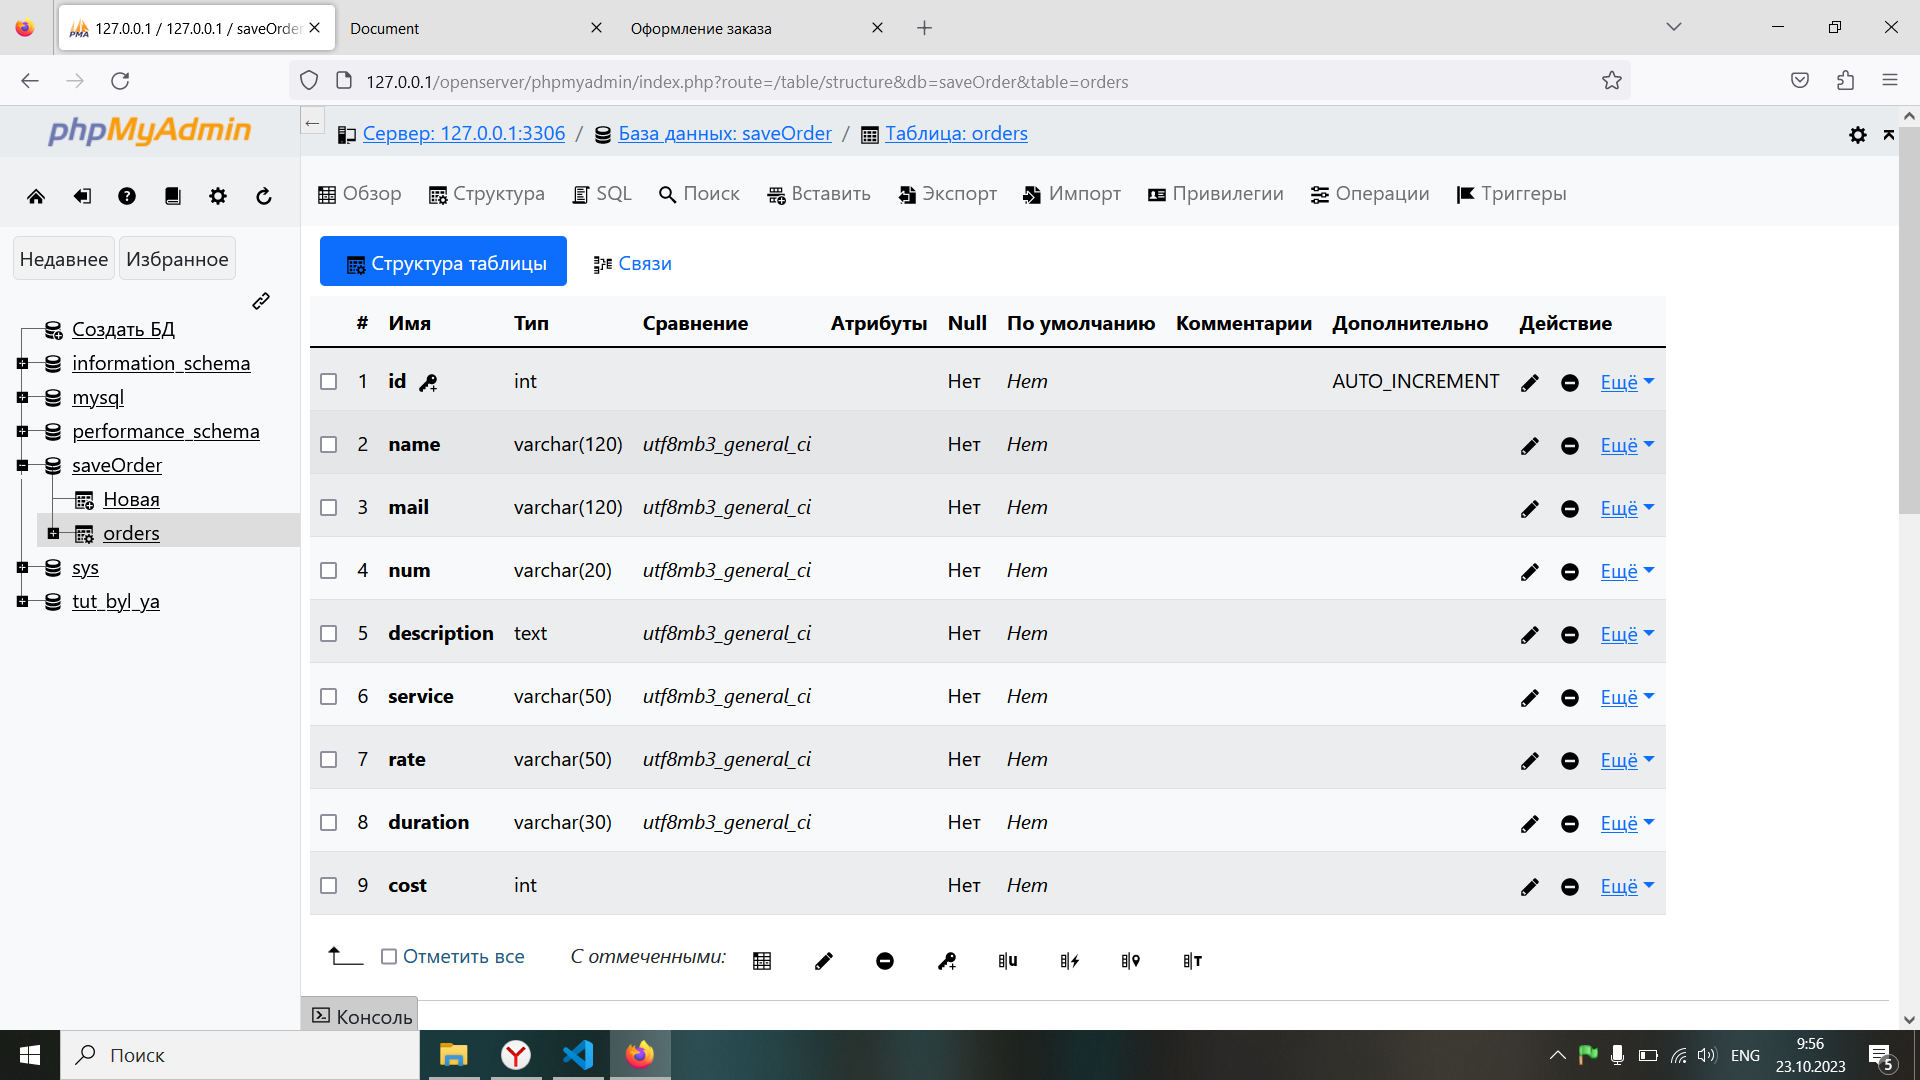 127.0.0.1 / 127.0.0.1 / saveOrder
Document
Оформление заказа
127.0.0.1/openserver/phpmyadmin/index.php?route=/table/structure&db=saveOrder&table=orders
phpMyAdmin
Сервер: 127.0.0.1:3306 / База данных: saveOrder / Таблица: orders
Обзор Структура SQL Поиск Вставить Экспорт Импорт Привилегии Операции Триггеры
Недавнее Избранное
Структура таблицы Связи
Создать БД
information_schema
mysql
performance_schema
saveOrder
Новая
orders
sys
tut_byl_ya
# Имя Тип Сравнение Атрибуты Null По умолчанию Комментарии Дополнительно Действие
1 id int Нет Нет AUTO_INCREMENT Ещё
2 name varchar(120) utf8mb3_general_ci Нет Нет Ещё
3 mail varchar(120) utf8mb3_general_ci Нет Нет Ещё
4 num varchar(20) utf8mb3_general_ci Нет Нет Ещё
5 description text utf8mb3_general_ci Нет Нет Ещё
6 service varchar(50) utf8mb3_general_ci Нет Нет Ещё
7 rate varchar(50) utf8mb3_general_ci Нет Нет Ещё
8 duration varchar(30) utf8mb3_general_ci Нет Нет Ещё
9 cost int Нет Нет Ещё
Отметить все С отмеченными:
Консоль
Поиск
ENG
9:56
23.10.2023
5